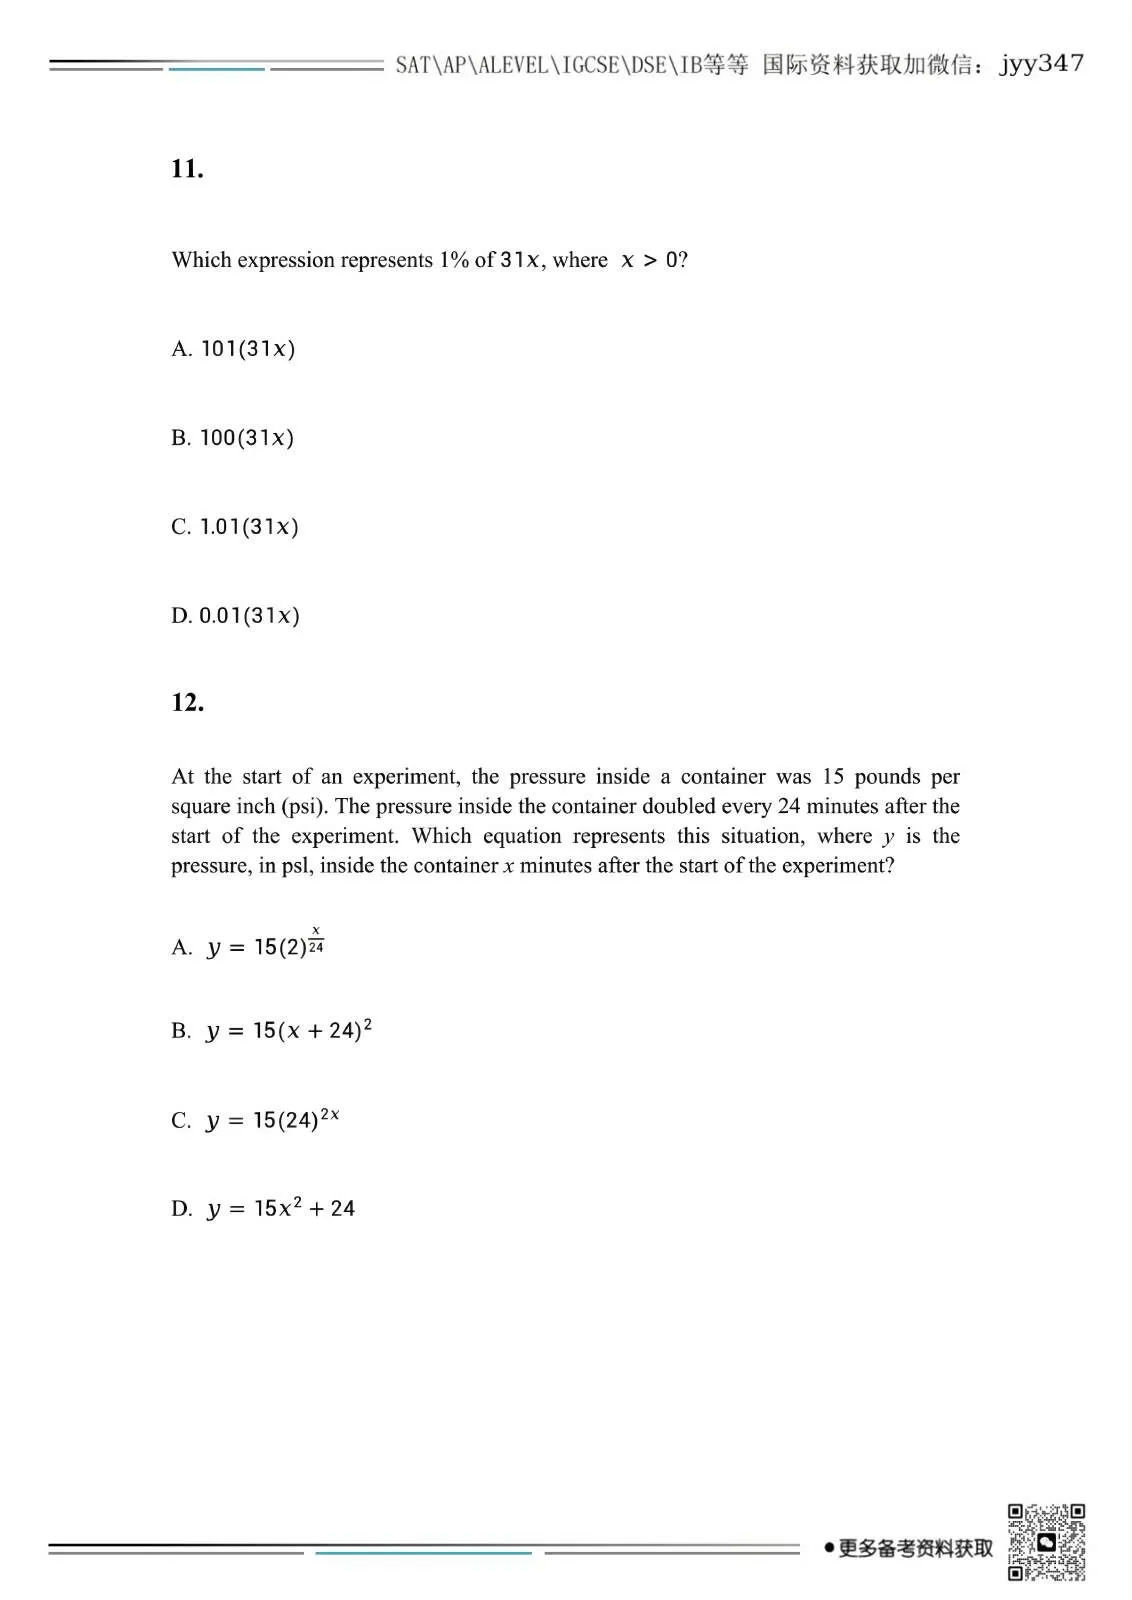 SAT\AP\ALEVEL\IGCSE\DSE\IB等等 国际资料获取加微信：jyy347
11.
Which expression represents 1% of 31x, where x > 0?
A. 101(31x)
B. 100(31x)
C. 1.01(31x)
D. 0.01(31x)
12.
At the start of an experiment, the pressure inside a container was 15 pounds per
square inch (psi). The pressure inside the container doubled every 24 minutes after the
start of the experiment. Which equation represents this situation, where y is the
pressure, in psl, inside the container x minutes after the start of the experiment?
A. y = 15(2)^{\frac{x}{24}}
B. y = 15(x + 24)²
C. y = 15(24)^{2x}
D. y = 15x² + 24
●更多备考资料获取